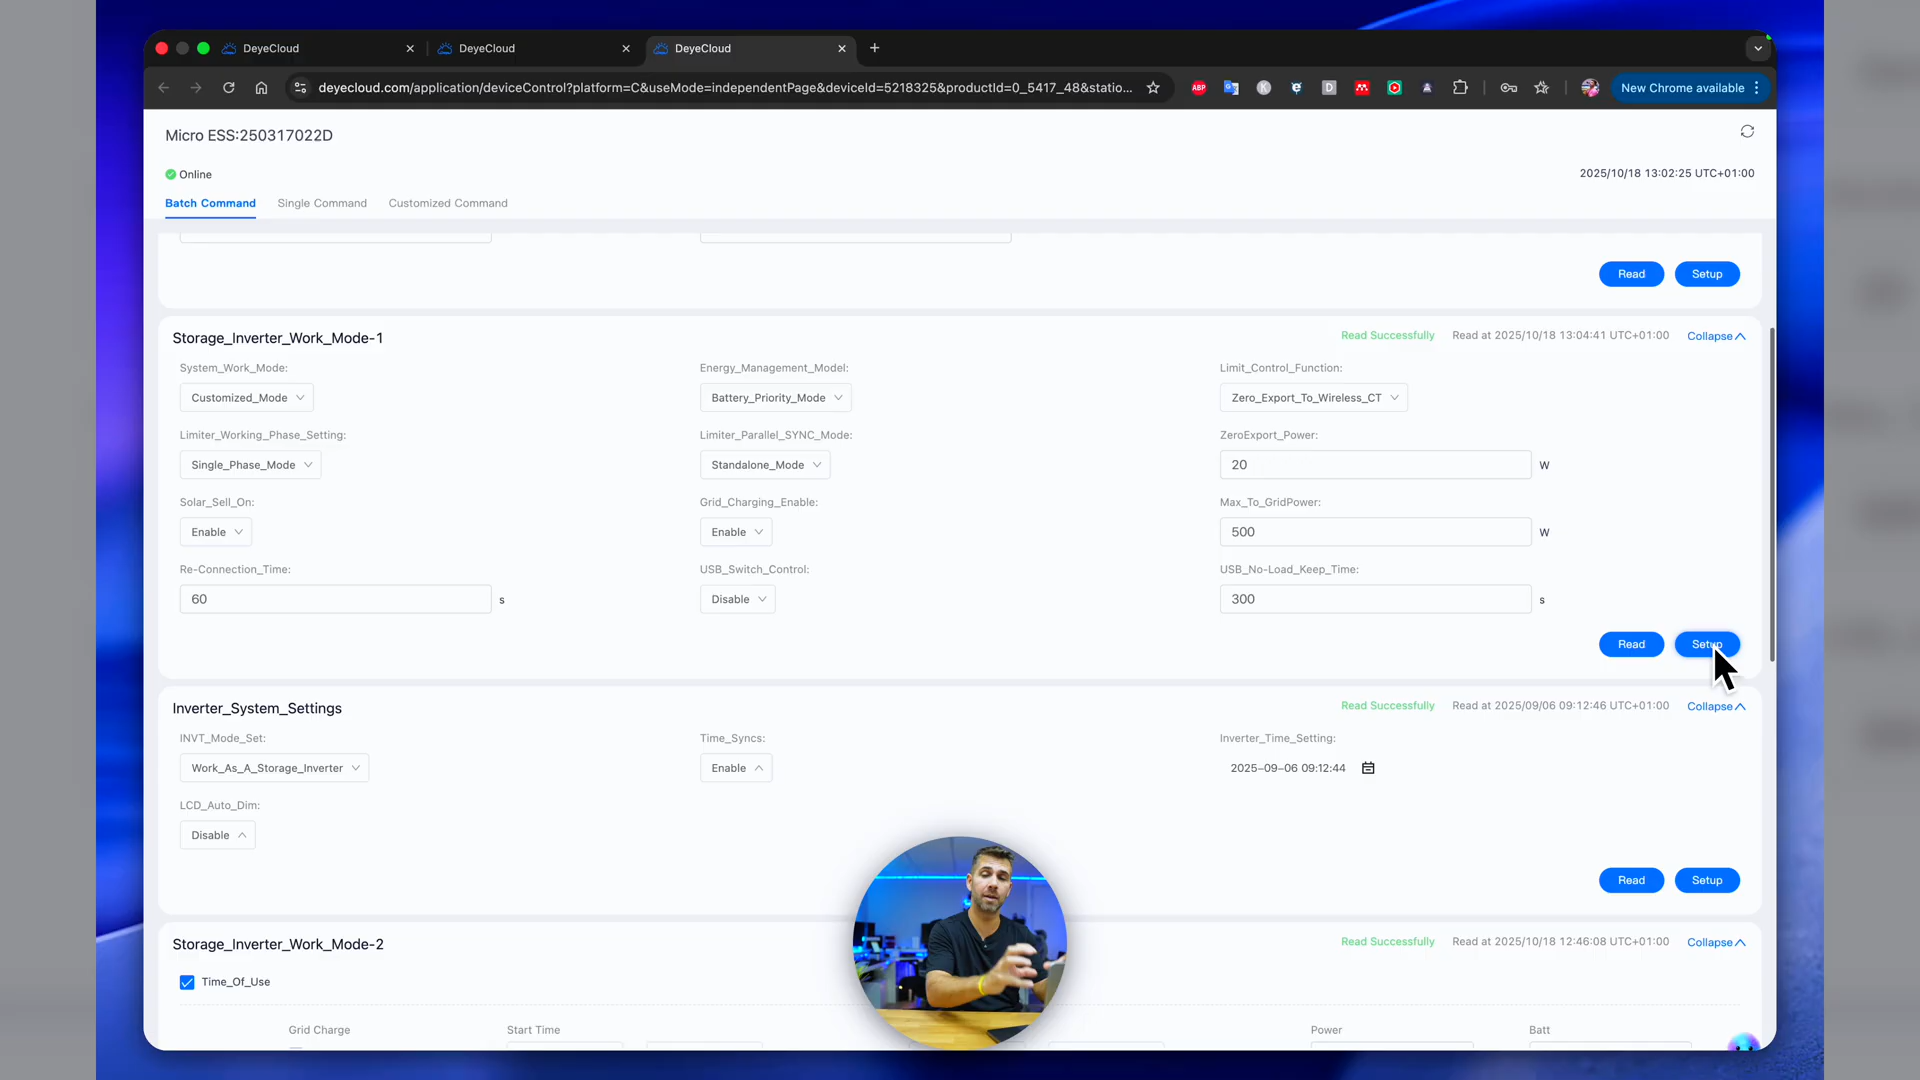 DeyeCloud
DeyeCloud
DeyeCloud
deyecloud.com/application/deviceControl?platform=C&useMode=independentPage&deviceId=5218325&productId=0_5417_48&statio...
ABP
New Chrome available
Micro ESS:250317022D
Online
2025/10/18 13:02:25 UTC+01:00
Batch Command Single Command Customized Command
Read Setup
Storage_Inverter_Work_Mode-1
Read Successfully Read at 2025/10/18 13:04:41 UTC+01:00 Collapse
System_Work_Mode: Energy_Management_Model: Limit_Control_Function:
Customized_Mode Battery_Priority_Mode Zero_Export_To_Wireless_CT
Limiter_Working_Phase_Setting: Limiter_Parallel_SYNC_Mode: ZeroExport_Power:
Single_Phase_Mode Standalone_Mode 20 W
Solar_Sell_On: Grid_Charging_Enable: Max_To_GridPower:
Enable Enable 500 W
Re-Connection_Time: USB_Switch_Control: USB_No-Load_Keep_Time:
60 s Disable 300 s
Read Setup
Inverter_System_Settings
Read Successfully Read at 2025/09/06 09:12:46 UTC+01:00 Collapse
INVT_Mode_Set: Time_Syncs: Inverter_Time_Setting:
Work_As_A_Storage_Inverter Enable 2025-09-06 09:12:44
LCD_Auto_Dim:
Disable
Read Setup
Storage_Inverter_Work_Mode-2
Read Successfully Read at 2025/10/18 12:46:08 UTC+01:00 Collapse
Time_Of_Use
Grid Charge Start Time Power Batt